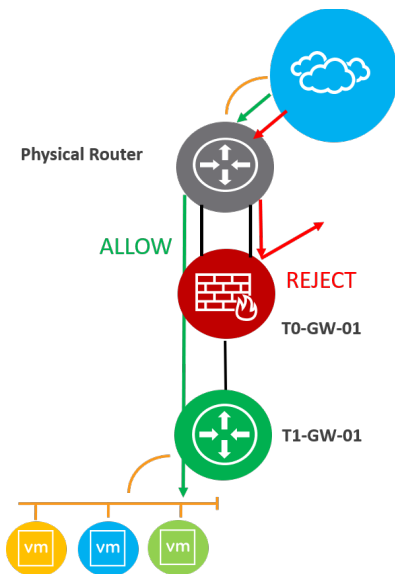 Physical Router
ALLOW
REJECT
T0-GW-01
T1-GW-01
vm
vm
vm